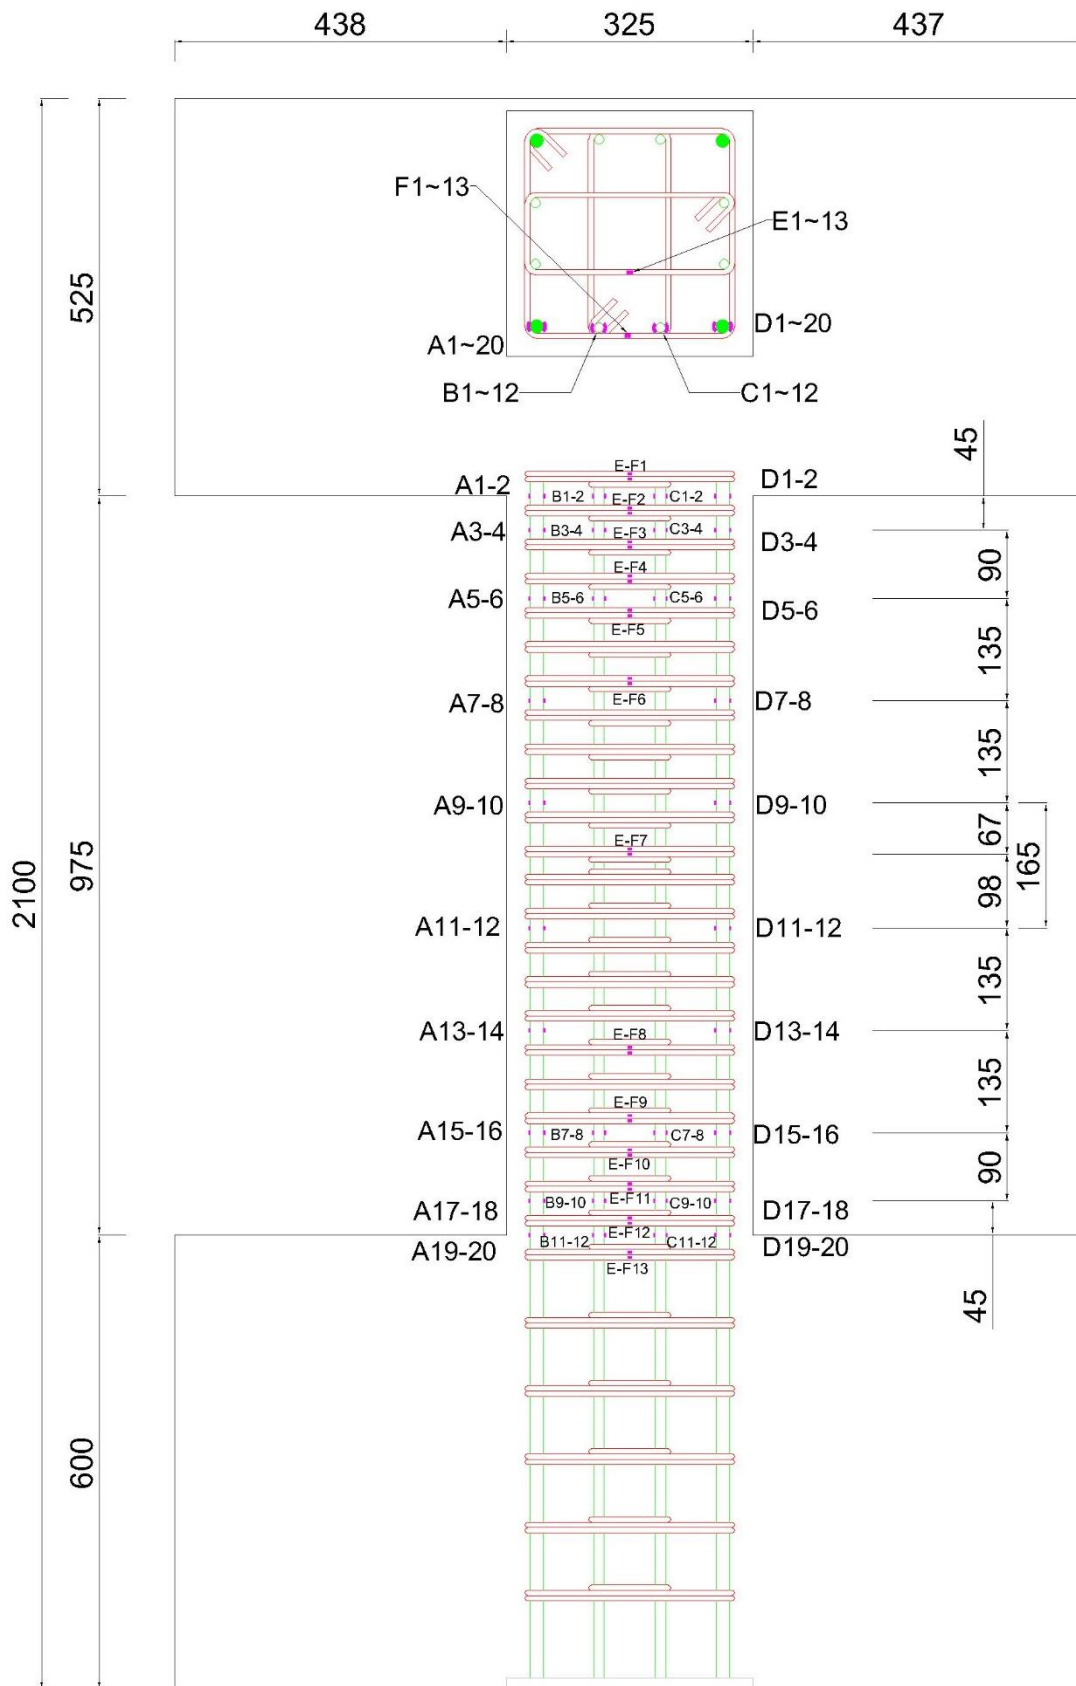 438 325 437
F1~13
E1~13
525
A1~20
D1~20
B1~12
C1~12
45
E-F1
A1-2
D1-2
B1-2 E-F2 C1-2
A3-4
B3-4 E-F3 C3-4
D3-4
90
E-F4
A5-6
B5-6
C5-6
D5-6
E-F5
135
A7-8
E-F6
D7-8
135
A9-10
D9-10
67
E-F7
165
2100
975
98
A11-12
D11-12
135
A13-14
E-F8
D13-14
135
E-F9
A15-16
B7-8
C7-8
D15-16
E-F10
90
A17-18
B9-10 E-F11 C9-10
D17-18
A19-20
B11-12 E-F12 C11-12
D19-20
E-F13
45
600